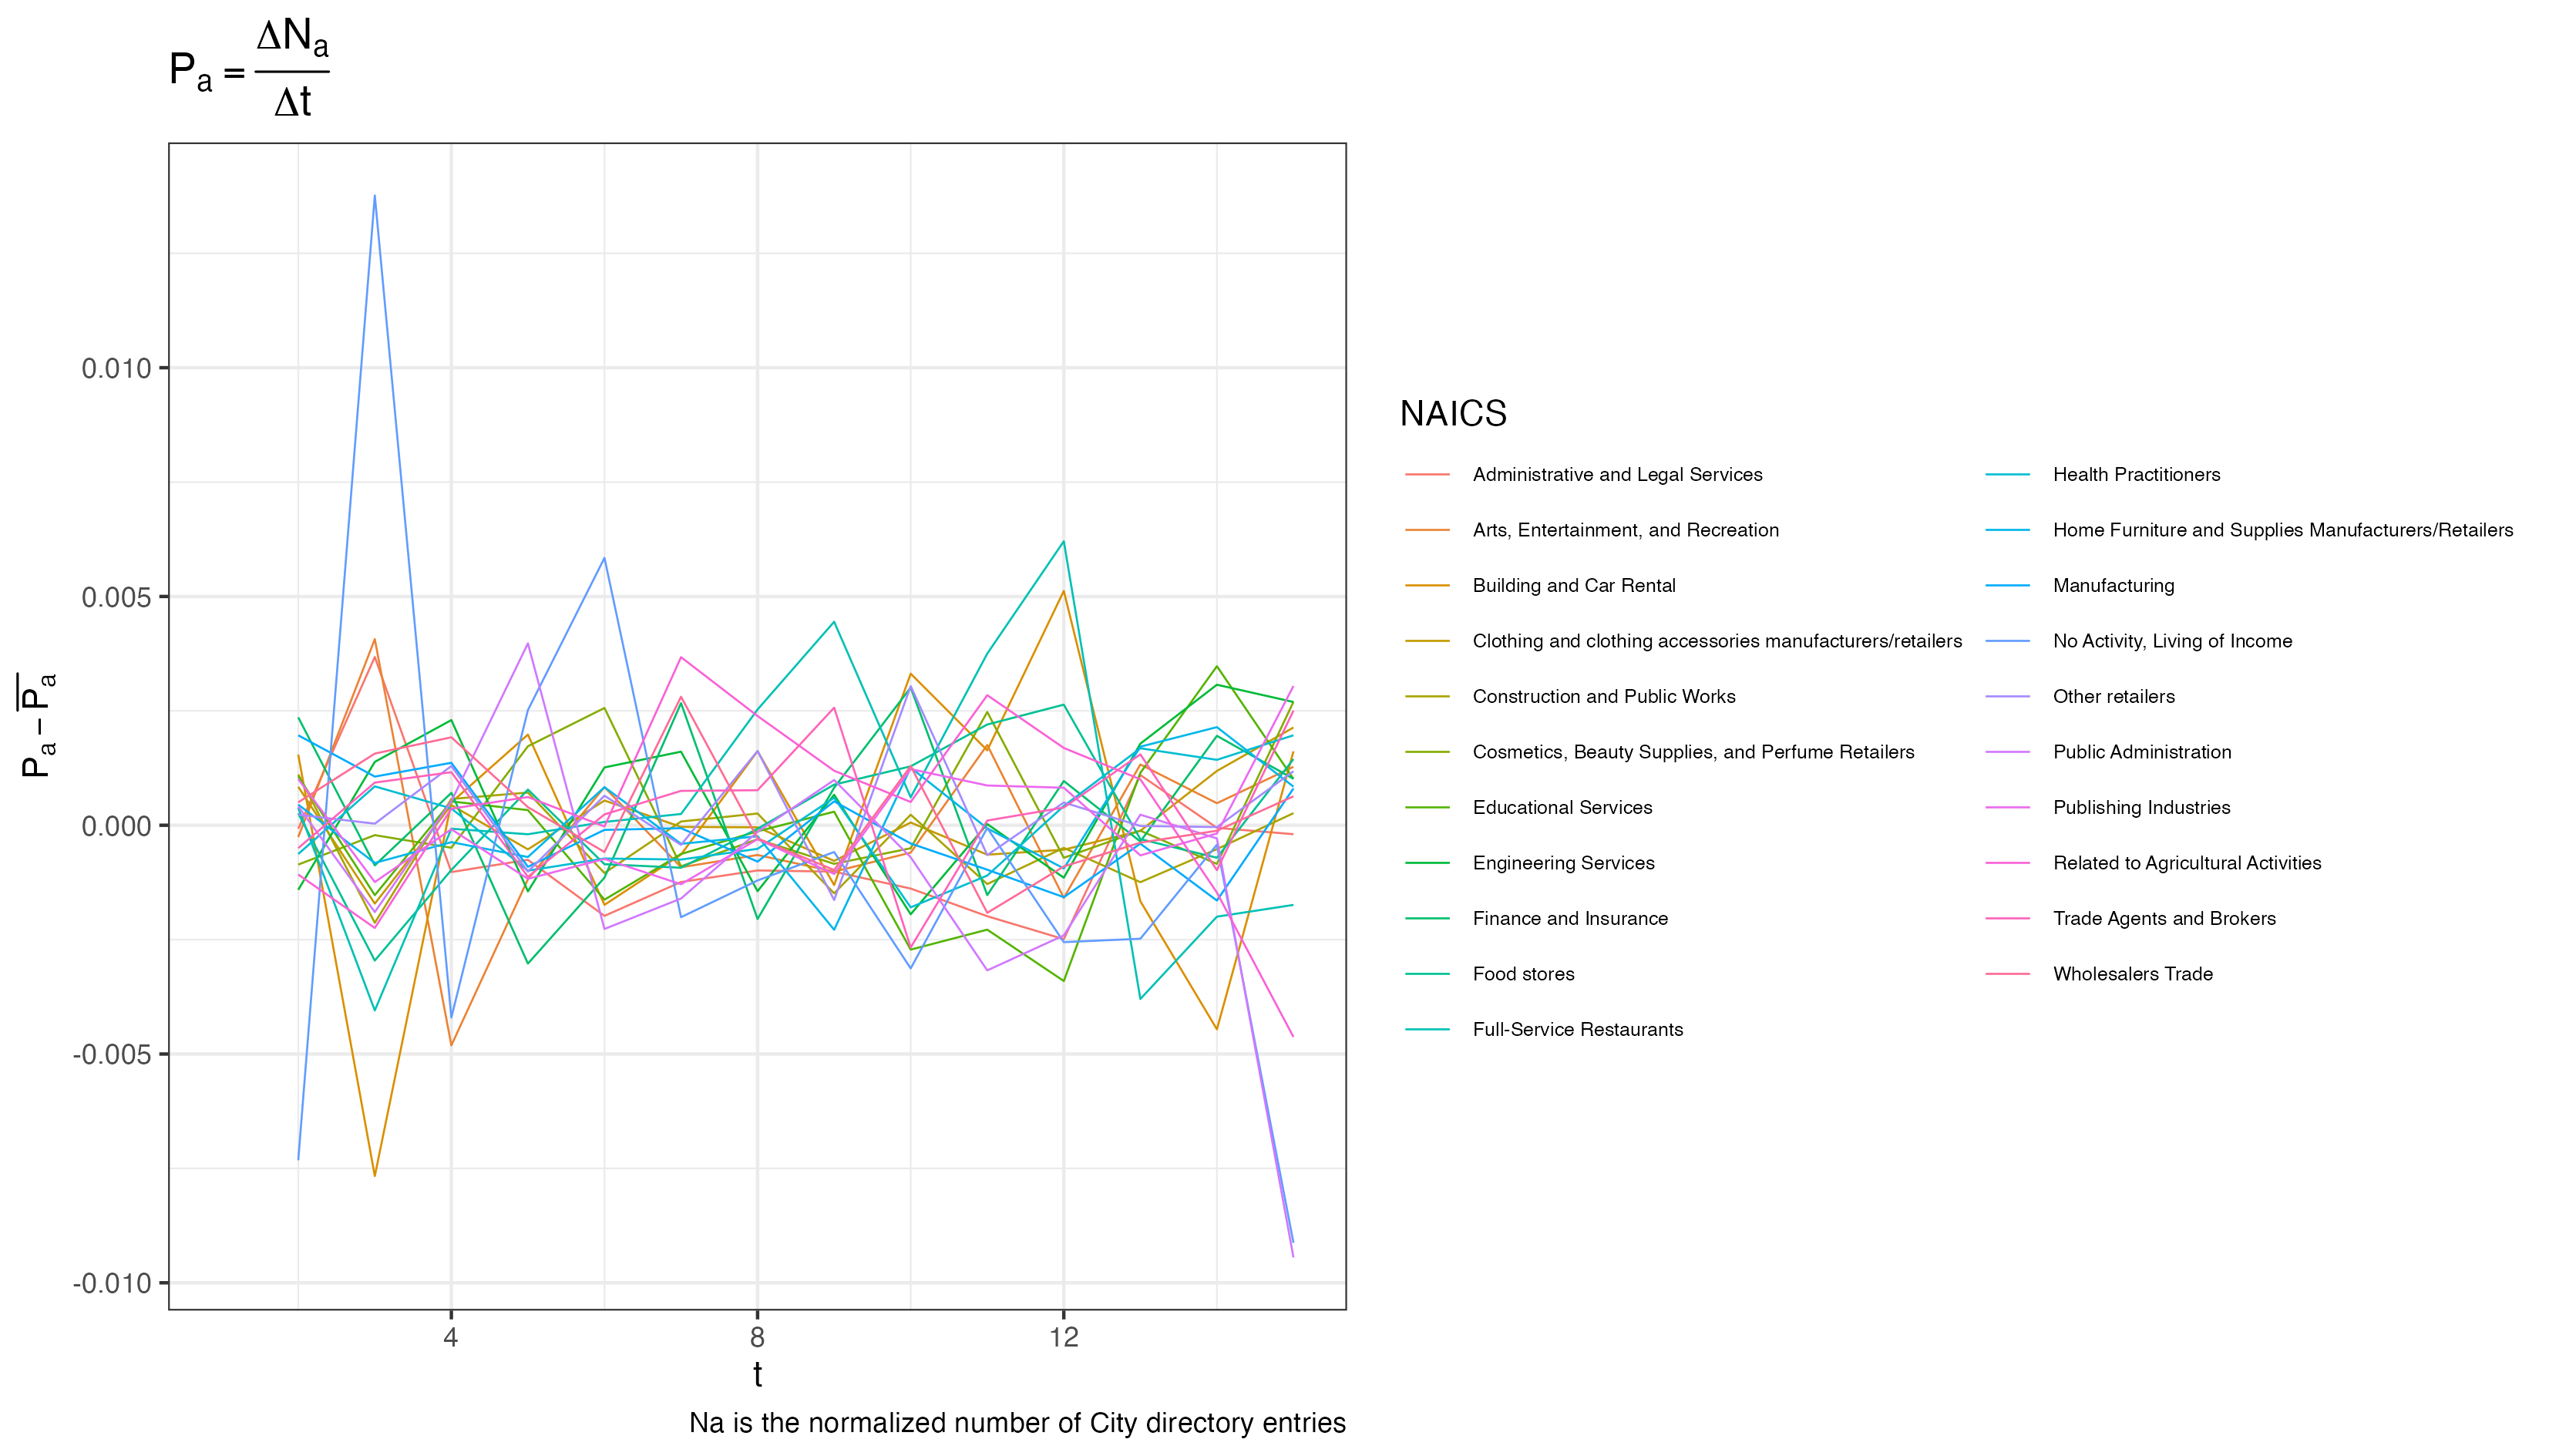 Pa = ΔNa / Δt
0.010
0.005
0.000
-0.005
-0.010
Pa − P̅a
4 8 12
t
Na is the normalized number of City directory entries
NAICS
Administrative and Legal Services
Arts, Entertainment, and Recreation
Building and Car Rental
Clothing and clothing accessories manufacturers/retailers
Construction and Public Works
Cosmetics, Beauty Supplies, and Perfume Retailers
Educational Services
Engineering Services
Finance and Insurance
Food stores
Full-Service Restaurants
Health Practitioners
Home Furniture and Supplies Manufacturers/Retailers
Manufacturing
No Activity, Living of Income
Other retailers
Public Administration
Publishing Industries
Related to Agricultural Activities
Trade Agents and Brokers
Wholesalers Trade